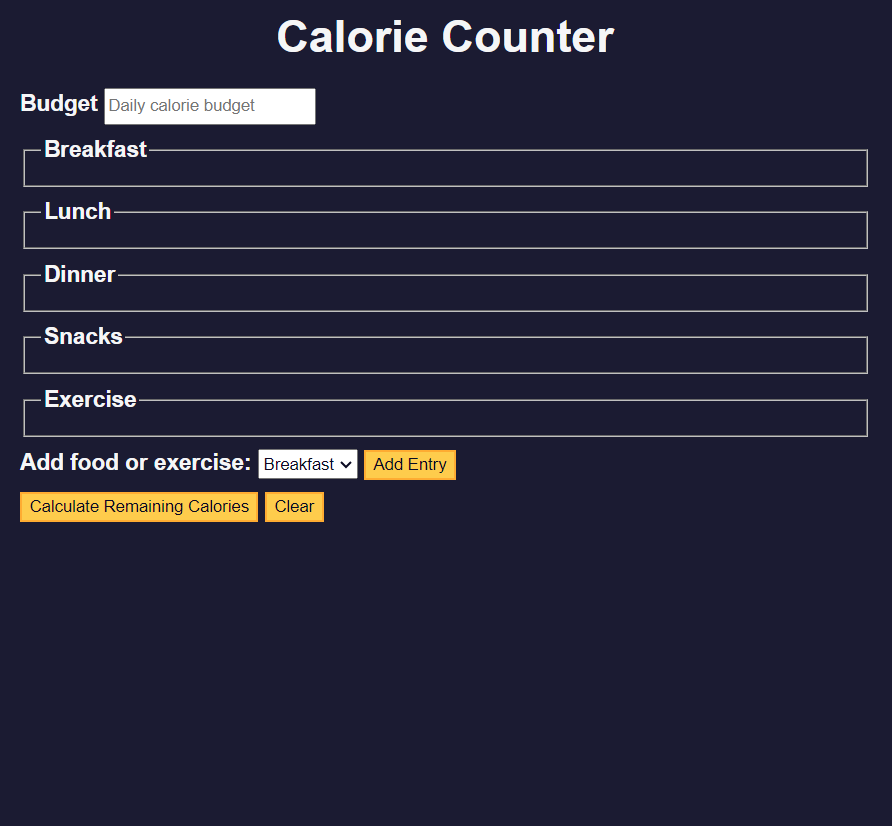 Calorie Counter
Budget Daily calorie budget
Breakfast
Lunch
Dinner
Snacks
Exercise
Add food or exercise: Breakfast Add Entry
Calculate Remaining Calories Clear